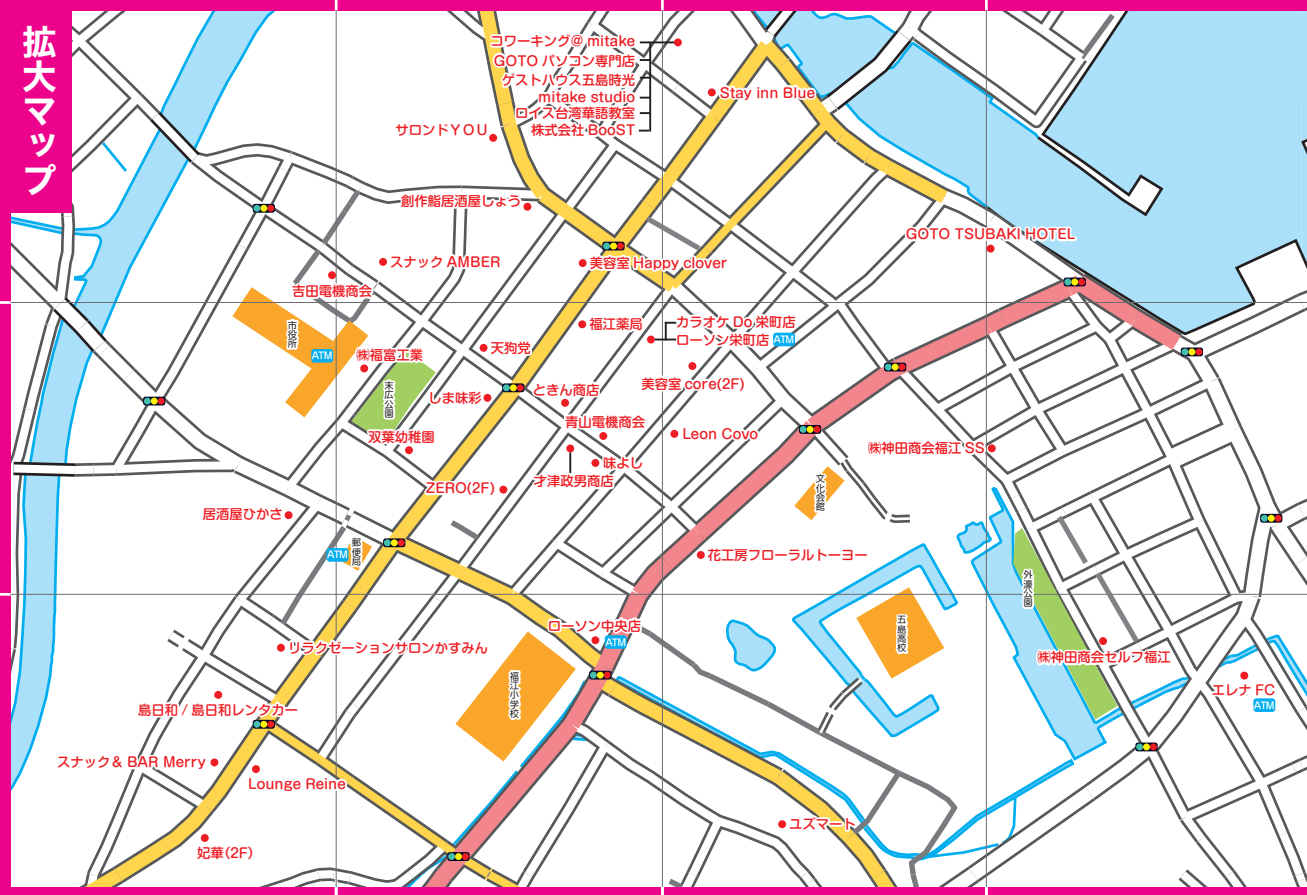 拡大マップ
コワーキング@ mitake
GOTO パソコン専門店
ゲストハウス五島時光
mitake studio
ロイス台湾華語教室
株式会社 BooST
Stay inn Blue
サロンドＹＯＵ
創作鮨居酒屋しょう
GOTO TSUBAKI HOTEL
スナック AMBER
美容室 Happy clover
吉田電機商会
市役所
ATM
㈱福富工業
末広公園
福江薬局
カラオケ Do 栄町店
ローソン栄町店
ATM
天狗党
美容室 core(2F)
しま味彩
ときん商店
青山電機商会
双葉幼稚園
Leon Covo
㈱神田商会福江 SS
味よし
才津政男商店
ZERO(2F)
文化会館
居酒屋ひかさ
ATM
郵便局
花工房フローラルトーヨー
外濠公園
五島高校
ローソン中央店
ATM
リラクゼーションサロンかすみん
㈱神田商会セルフ福江
福江小学校
エレナ FC
ATM
島日和 / 島日和レンタカー
スナック＆ BAR Merry
Lounge Reine
ユズマート
妃華(2F)